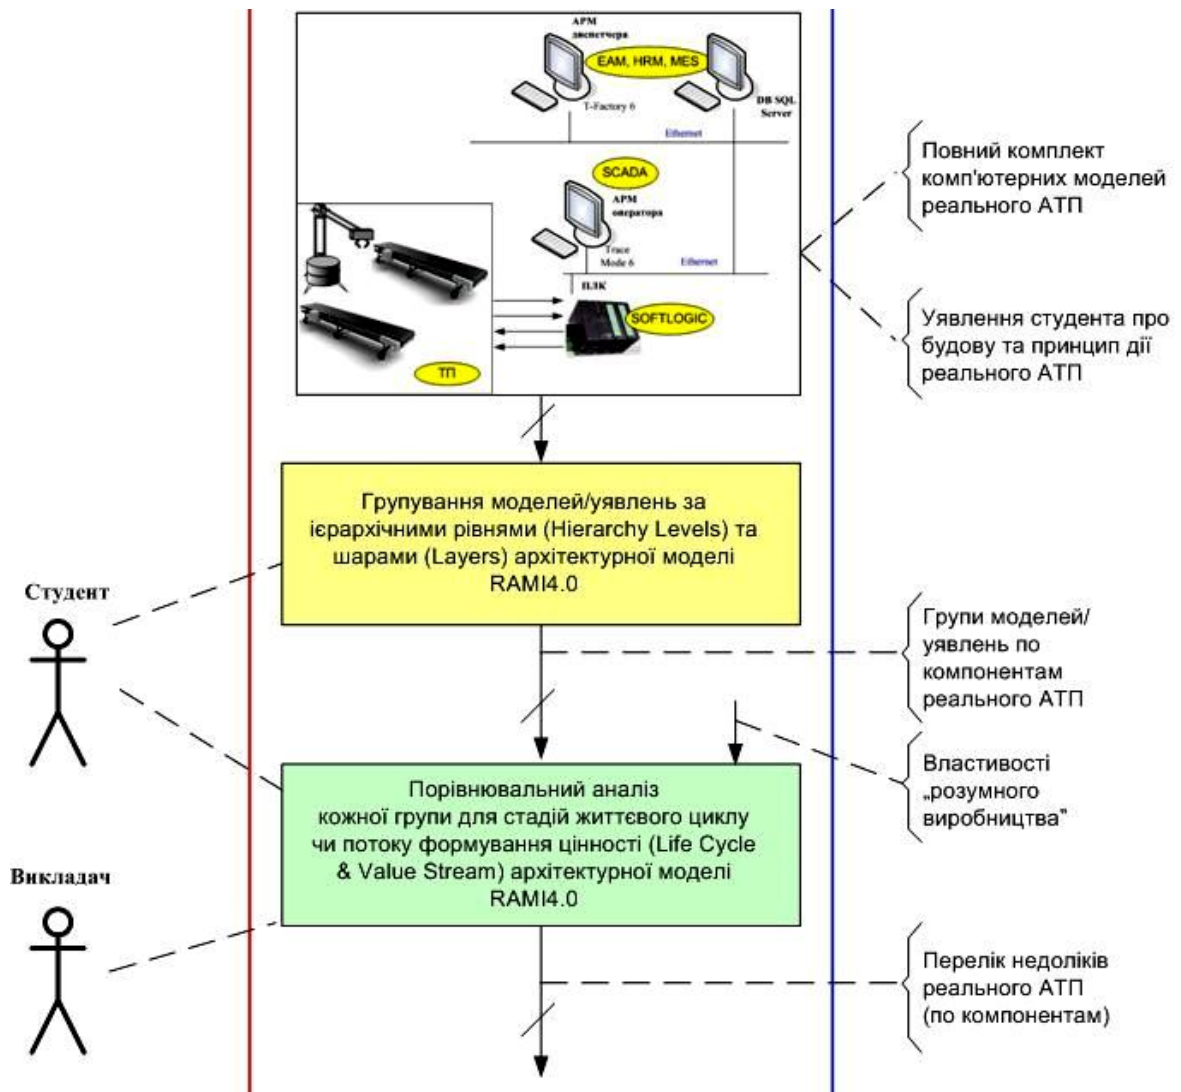 АРМ
диспетчера
EAM, HRM, MES
T-Factory 6
DB SQL
Server
Ethernet
SCADA
АРМ
оператора
Trace
Mode 6
Ethernet
ПЛК
SOFTLOGIC
ТП
Повний комплект
комп'ютерних моделей
реального АТП
Уявлення студента про
будову та принцип дії
реального АТП
Групування моделей/уявлень за
ієрархічними рівнями (Hierarchy Levels) та
шарами (Layers) архітектурної моделі
RAMI4.0
Студент
Групи моделей/
уявлень по
компонентам
реального АТП
Властивості
„розумного
виробництва”
Порівнювальний аналіз
кожної групи для стадій життєвого циклу
чи потоку формування цінності (Life Cycle
& Value Stream) архітектурної моделі
RAMI4.0
Викладач
Перелік недоліків
реального АТП
(по компонентам)